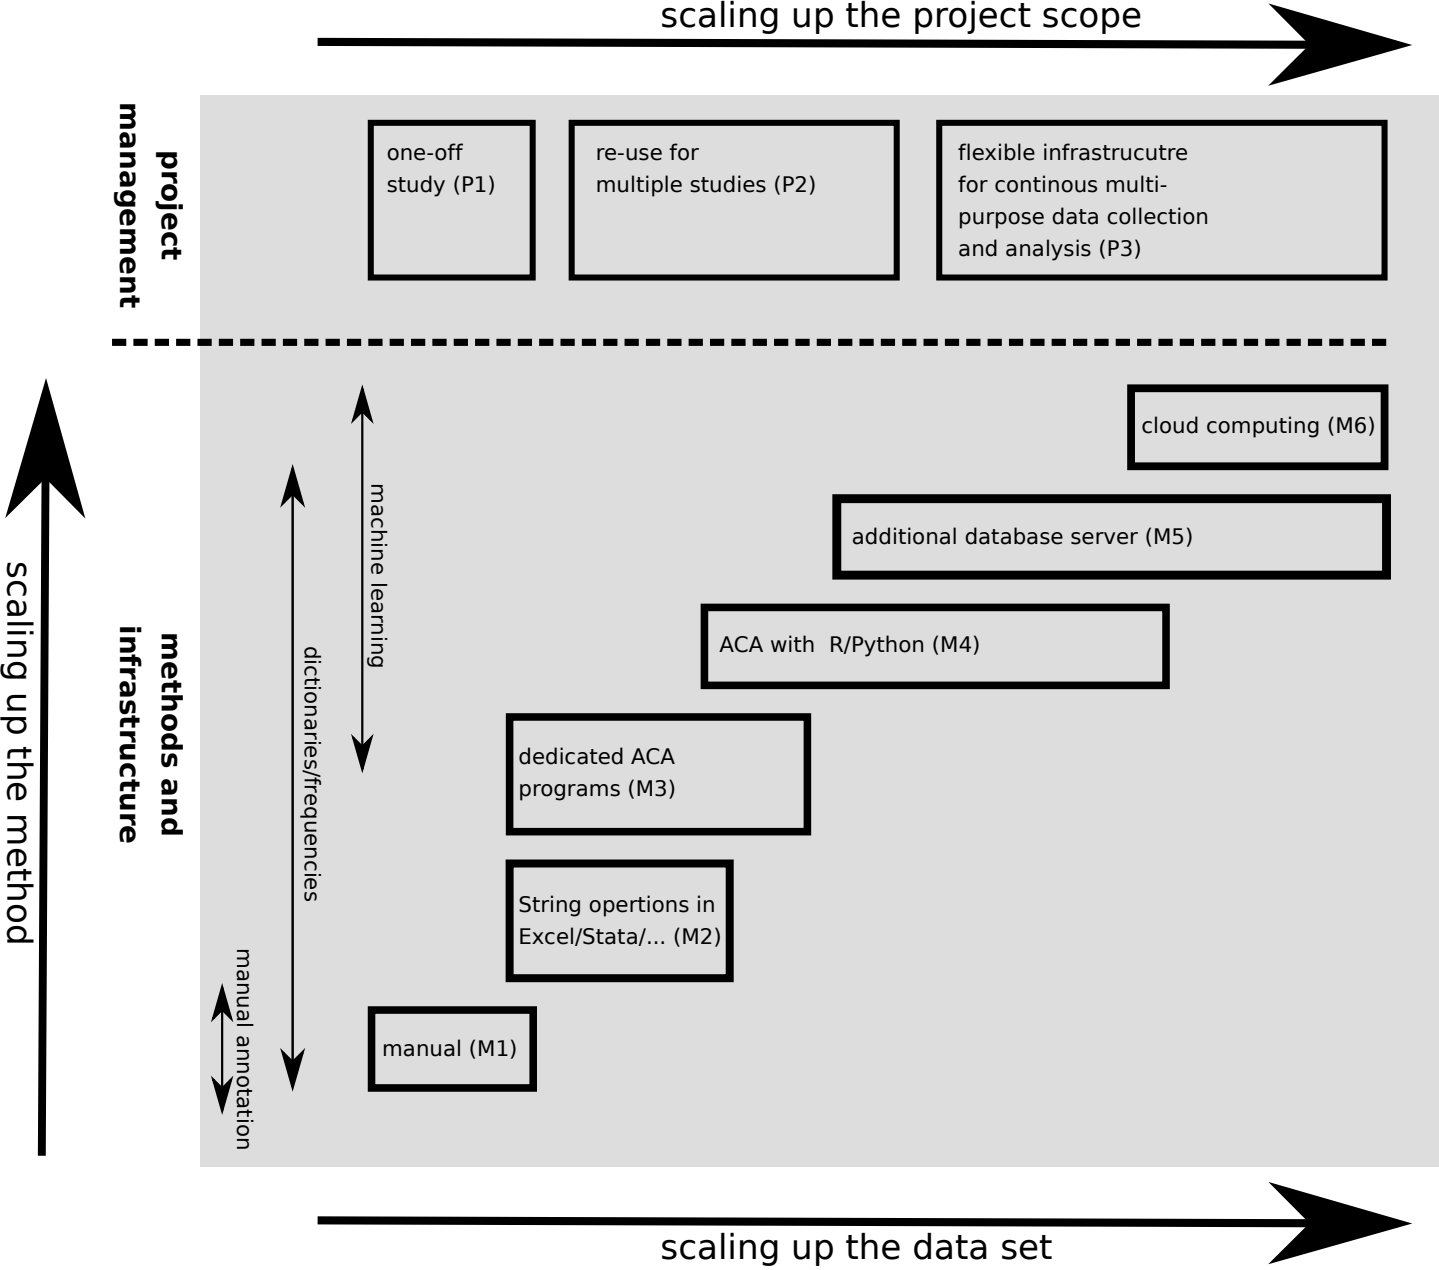 scaling up the project scope
project
management
one-off
study (P1)
re-use for
multiple studies (P2)
flexible infrastrucutre
for continous multi-
purpose data collection
and analysis (P3)
scaling up the method
methods and
infrastructure
machine learning
dictionaries/frequencies
manual annotation
cloud computing (M6)
additional database server (M5)
ACA with  R/Python (M4)
dedicated ACA
programs (M3)
String opertions in
Excel/Stata/... (M2)
manual (M1)
scaling up the data set